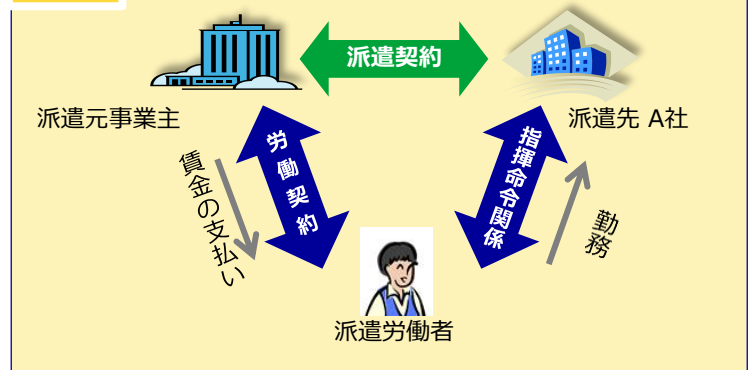 派遣契約
派遣元事業主
派遣先 A社
労働契約
指揮命令関係
賃金の支払い
勤務
派遣労働者